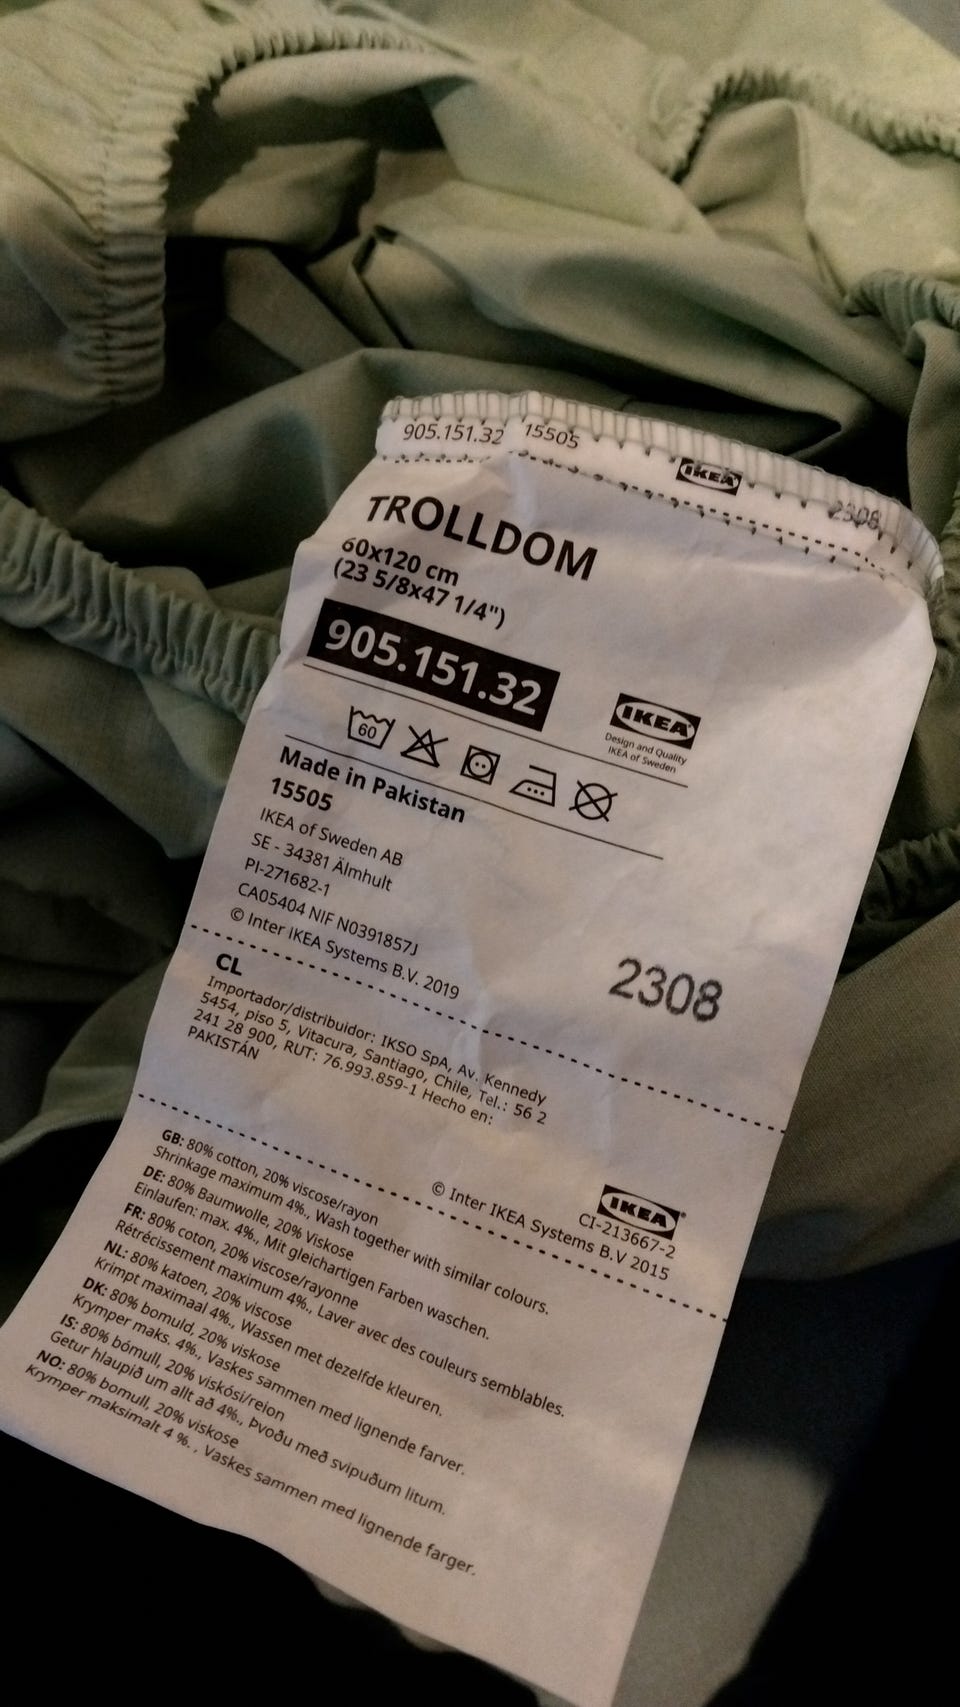 905.151.32 15505
IKEA
2308
TROLLDOM
60x120 cm
(23 5/8x47 1/4")
905.151.32
IKEA®
Design and Quality
IKEA of Sweden
60
Made in Pakistan
15505
IKEA of Sweden AB
SE - 34381 Älmhult
PI-271682-1
CA05404 NIF N0391857J
© Inter IKEA Systems B.V. 2019
2308
CL
Importador/distribuidor: IKSO SpA, Av. Kennedy
5454, piso 5, Vitacura, Santiago, Chile, Tel.: 56 2
241 28 900, RUT: 76.993.859-1 Hecho en:
PAKISTÁN
IKEA®
CI-213667-2
© Inter IKEA Systems B.V 2015
GB: 80% cotton, 20% viscose/rayon
Shrinkage maximum 4%., Wash together with similar colours.
DE: 80% Baumwolle, 20% Viskose
Einlaufen: max. 4%., Mit gleichartigen Farben waschen.
FR: 80% coton, 20% viscose/rayonne
Rétrécissement maximum 4%., Laver avec des couleurs semblables.
NL: 80% katoen, 20% viscose
Krimpt maximaal 4%., Wassen met dezelfde kleuren.
DK: 80% bomuld, 20% viskose
Krymper maks. 4%., Vaskes sammen med lignende farver.
IS: 80% bómull, 20% viskósi/reion
Getur hlaupið um allt að 4%., Þvoðu með svipuðum litum.
NO: 80% bomull, 20% viskose
Krymper maksimalt 4 %. , Vaskes sammen med lignende farger.